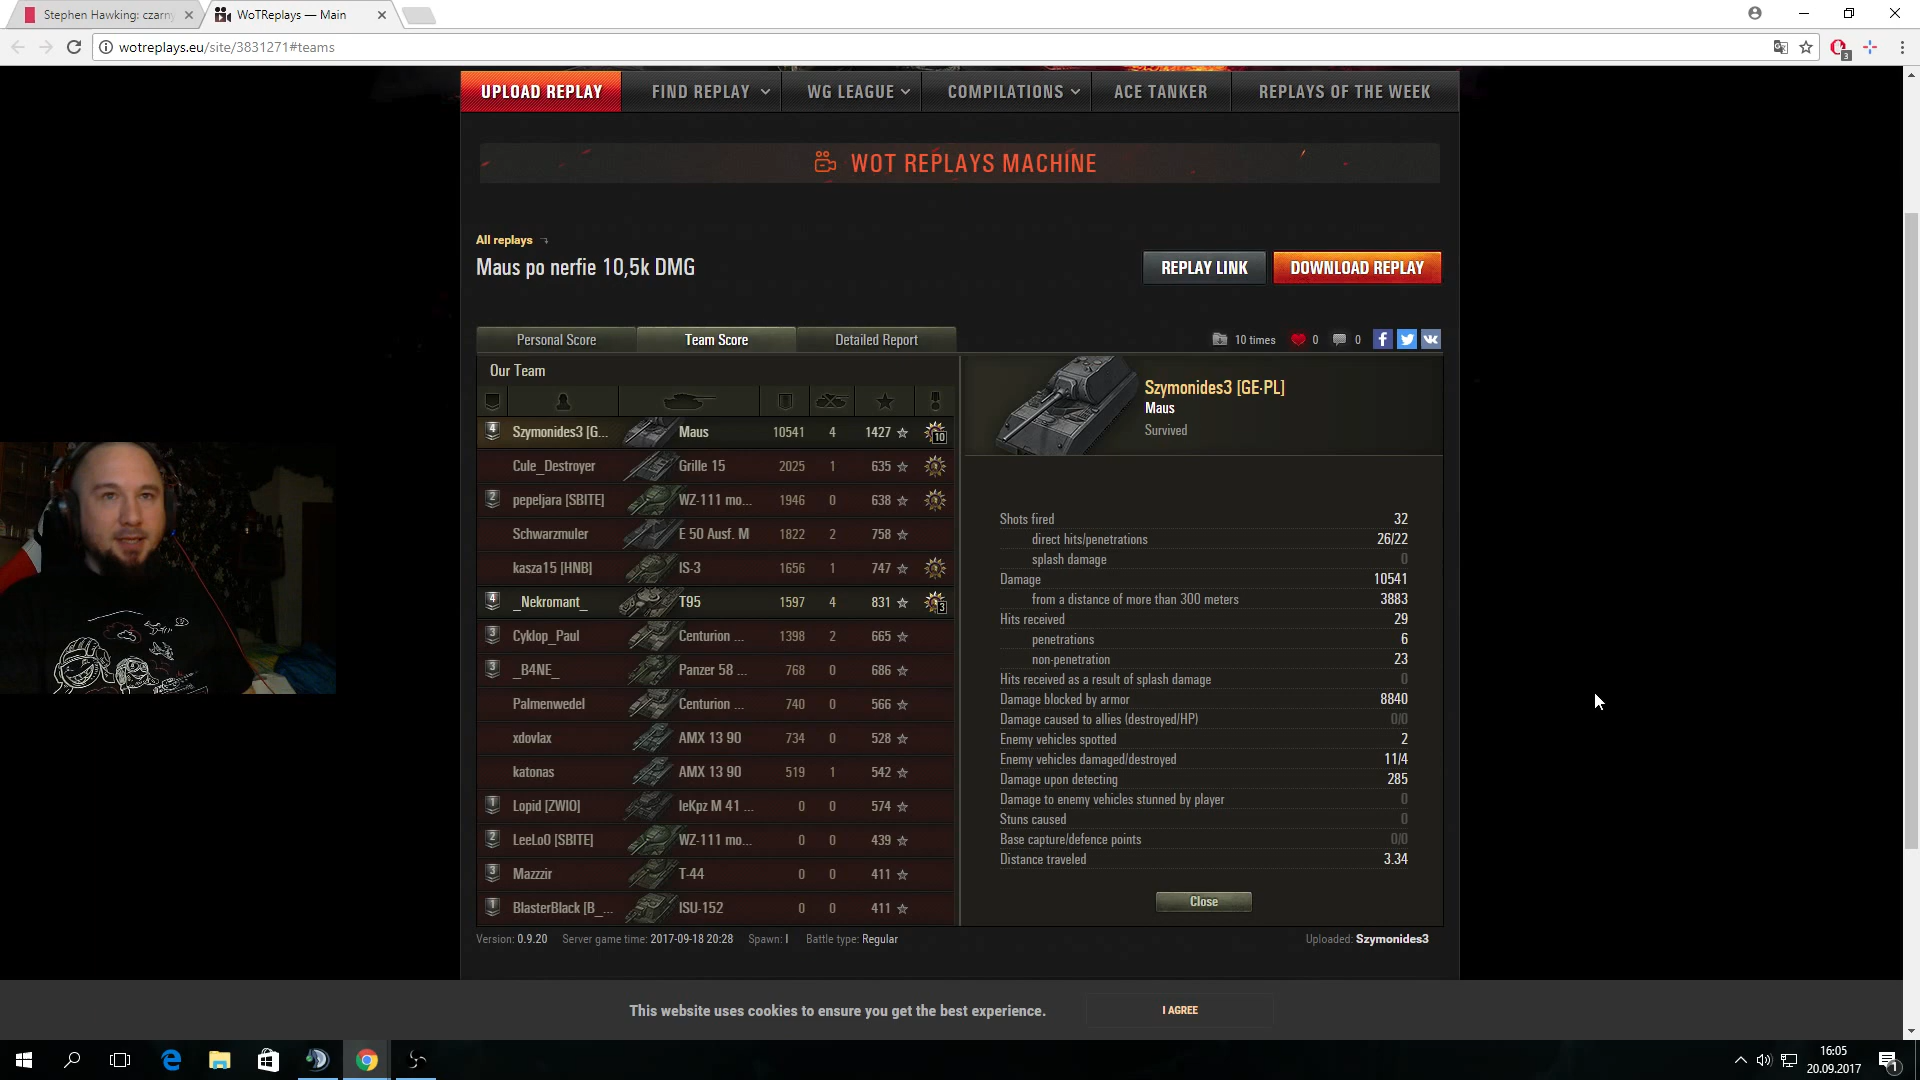 Stephen Hawking: czarny
WoTReplays — Main
wotreplays.eu/site/3831271#teams
3
UPLOAD REPLAY
FIND REPLAY
WG LEAGUE
COMPILATIONS
ACE TANKER
REPLAYS OF THE WEEK
WOT REPLAYS MACHINE
All replays
Maus po nerfie 10,5k DMG
REPLAY LINK
DOWNLOAD REPLAY
Personal Score
Team Score
Detailed Report
10 times
0
0
Our Team
4 Szymonides3 [G... Maus 10541 4 1427 10
Cule_Destroyer Grille 15 2025 1 635
2 pepeljara [SBITE] WZ-111 mo... 1946 0 638
Schwarzmuler E 50 Ausf. M 1822 2 758
kasza15 [HNB] IS-3 1656 1 747
4 _Nekromant_ T95 1597 4 831 3
3 Cyklop_Paul Centurion ... 1398 2 665
3 _B4NE_ Panzer 58 ... 768 0 686
Palmenwedel Centurion ... 740 0 566
xdovlax AMX 13 90 734 0 528
katonas AMX 13 90 519 1 542
1 Lopid [ZWIO] leKpz M 41 ... 0 0 574
2 LeeLo0 [SBITE] WZ-111 mo... 0 0 439
3 Mazzzir T-44 0 0 411
1 BlasterBlack [B_... ISU-152 0 0 411
Szymonides3 [GE-PL]
Maus
Survived
Shots fired 32
direct hits/penetrations 26/22
splash damage 0
Damage 10541
from a distance of more than 300 meters 3883
Hits received 29
penetrations 6
non-penetration 23
Hits received as a result of splash damage 0
Damage blocked by armor 8840
Damage caused to allies (destroyed/HP) 0/0
Enemy vehicles spotted 2
Enemy vehicles damaged/destroyed 11/4
Damage upon detecting 285
Damage to enemy vehicles stunned by player 0
Stuns caused 0
Base capture/defence points 0/0
Distance traveled 3.34
Close
Version: 0.9.20 Server game time: 2017-09-18 20:28 Spawn: I Battle type: Regular
Uploaded: Szymonides3
This website uses cookies to ensure you get the best experience.
I AGREE
16:05
20.09.2017
1